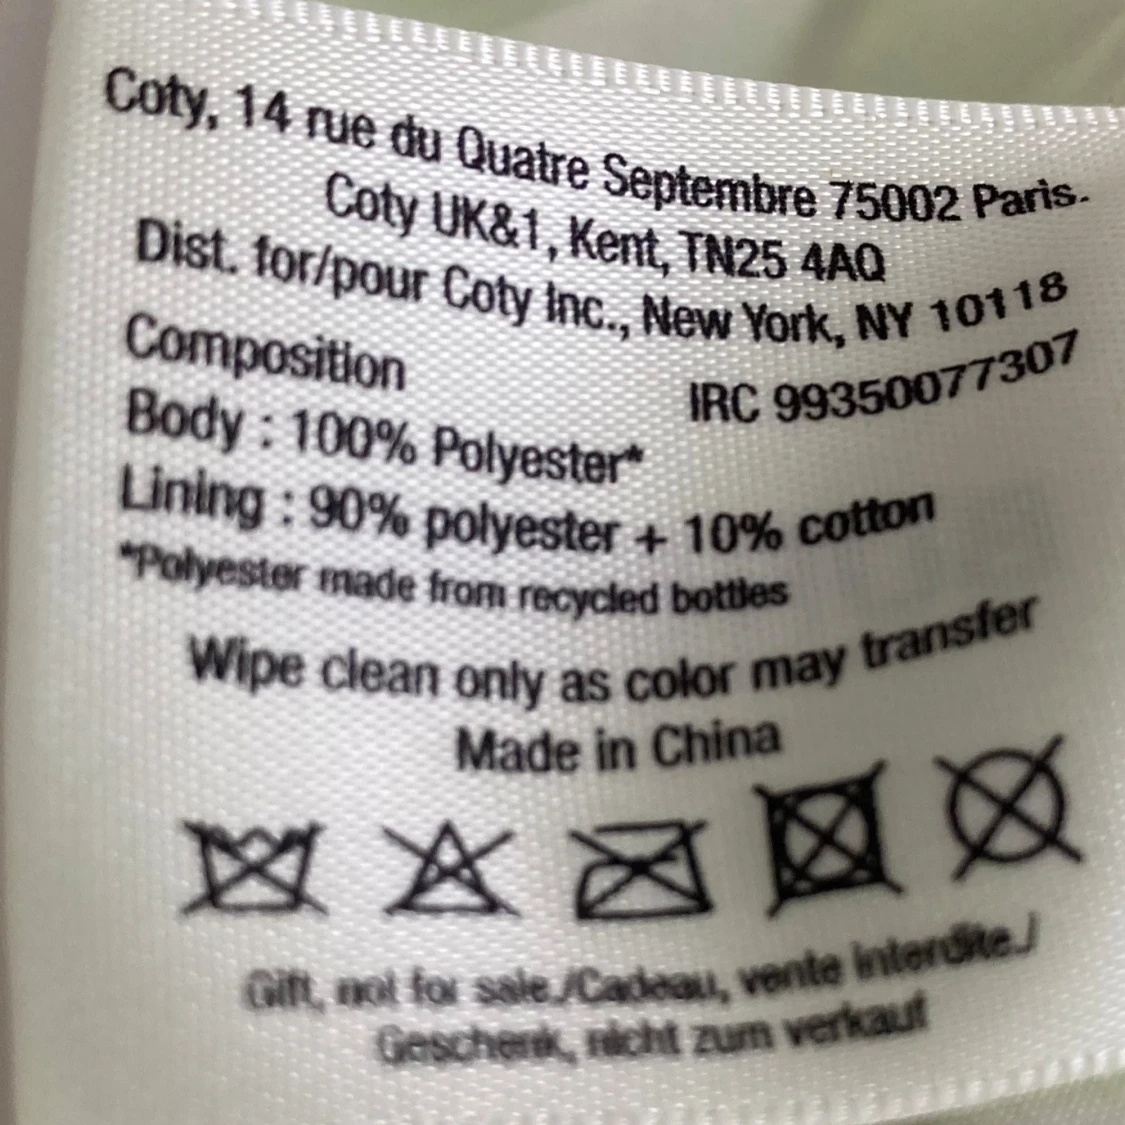 Coty, 14 rue du Quatre Septembre 75002 Paris.
Coty UK&1, Kent, TN25 4AQ
Dist. for/pour Coty Inc., New York, NY 10118
Composition
IRC 99350077307
Body : 100% Polyester*
Lining : 90% polyester + 10% cotton
*Polyester made from recycled bottles
Wipe clean only as color may transfer
Made in China
Gift, not for sale./Cadeau, vente interdite./
Geschenk, nicht zum verkauf